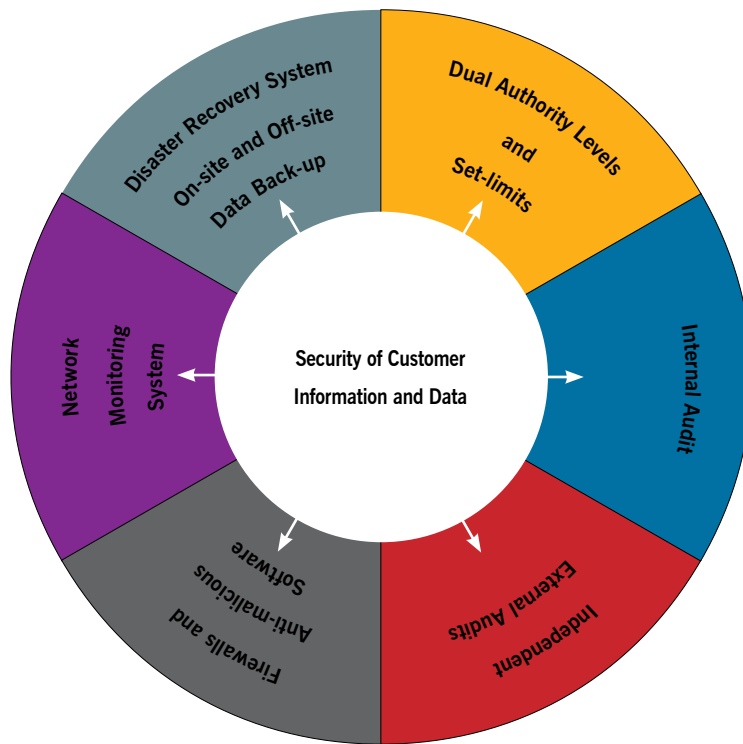 Security of Customer
Information and Data
Dual Authority Levels
and
Set-limits
Internal Audit
Independent
External Audits
Firewalls and
Anti-malicious
Software
Network
Monitoring
System
Disaster Recovery System
On-site and Off-site
Data Back-up